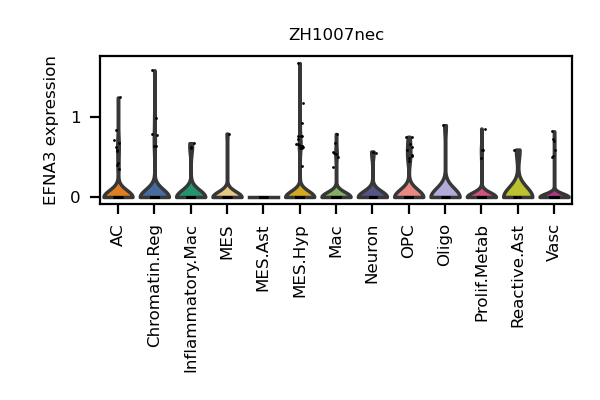 ZH1007nec
EFNA3 expression
1
0
AC
Chromatin.Reg
Inflammatory.Mac
MES
MES.Ast
MES.Hyp
Mac
Neuron
OPC
Oligo
Prolif.Metab
Reactive.Ast
Vasc